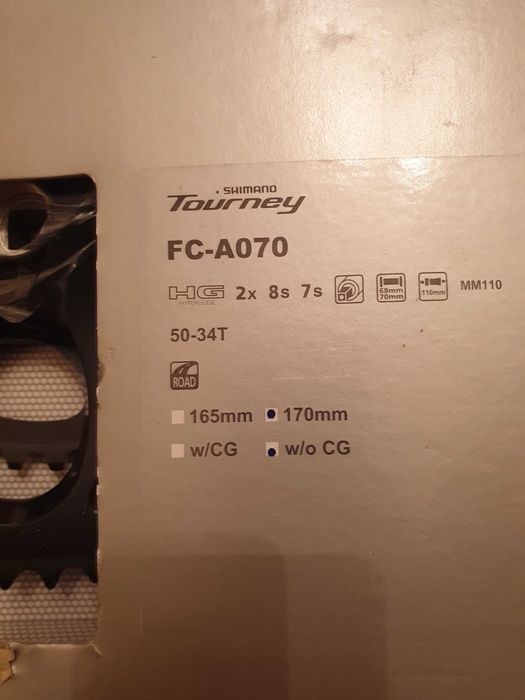 SHIMANO
Tourney
FC-A070
HG HYPERGLIDE 2x 8s 7s 68mm 70mm 110mm MM110
50-34T
ROAD
165mm 170mm
w/CG w/o CG